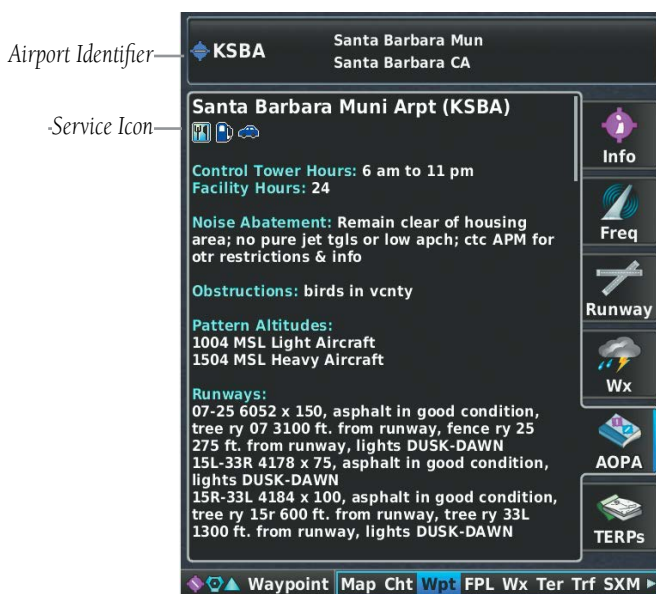 Airport Identifier
KSBA
Santa Barbara Mun
Santa Barbara CA
-Service Icon
Santa Barbara Muni Arpt (KSBA)
Control Tower Hours: 6 am to 11 pm
Facility Hours: 24
Noise Abatement: Remain clear of housing
area; no pure jet tgls or low apch; ctc APM for
otr restrictions & info
Obstructions: birds in vcnty
Pattern Altitudes:
1004 MSL Light Aircraft
1504 MSL Heavy Aircraft
Runways:
07-25 6052 x 150, asphalt in good condition,
tree ry 07 3100 ft. from runway, fence ry 25
275 ft. from runway, lights DUSK-DAWN
15L-33R 4178 x 75, asphalt in good condition,
lights DUSK-DAWN
15R-33L 4184 x 100, asphalt in good condition,
tree ry 15r 600 ft. from runway, tree ry 33L
1300 ft. from runway, lights DUSK-DAWN
Info
Freq
Runway
Wx
AOPA
TERPs
Waypoint Map Cht Wpt FPL Wx Ter Trf SXM